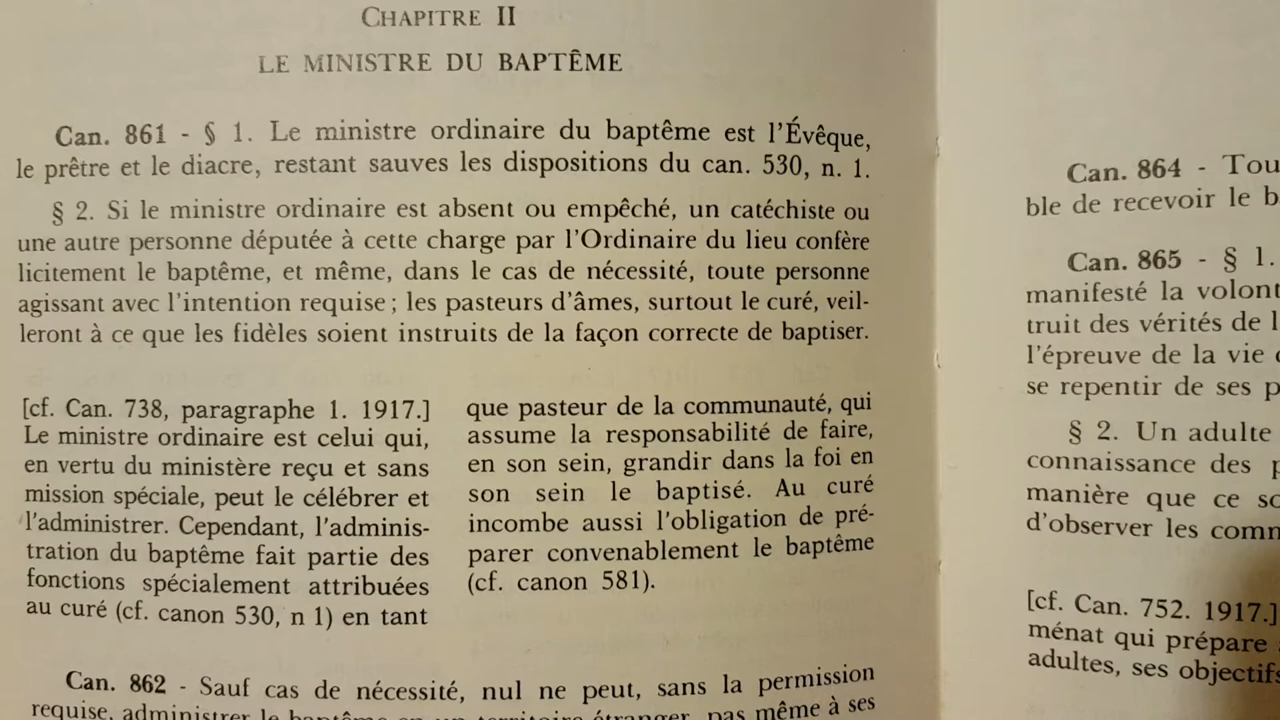 CHAPITRE II
LE MINISTRE DU BAPTÊME
Can. 861 - § 1. Le ministre ordinaire du baptême est l'Évêque,
le prêtre et le diacre, restant sauves les dispositions du can. 530, n. 1.
§ 2. Si le ministre ordinaire est absent ou empêché, un catéchiste ou
une autre personne députée à cette charge par l'Ordinaire du lieu confère
licitement le baptême, et même, dans le cas de nécessité, toute personne
agissant avec l'intention requise ; les pasteurs d'âmes, surtout le curé, veil-
leront à ce que les fidèles soient instruits de la façon correcte de baptiser.
[cf. Can. 738, paragraphe 1. 1917.]
Le ministre ordinaire est celui qui,
en vertu du ministère reçu et sans
mission spéciale, peut le célébrer et
l'administrer. Cependant, l'adminis-
tration du baptême fait partie des
fonctions spécialement attribuées
au curé (cf. canon 530, n 1) en tant
que pasteur de la communauté, qui
assume la responsabilité de faire,
en son sein, grandir dans la foi en
son sein le baptisé. Au curé
incombe aussi l'obligation de pré-
parer convenablement le baptême
(cf. canon 581).
Can. 862 - Sauf cas de nécessité, nul ne peut, sans la permission
requise, administrer le baptême en un territoire étranger, pas même à ses
Can. 864 - Tou
ble de recevoir le b
Can. 865 - § 1.
manifesté la volont
truit des vérités de l
l'épreuve de la vie
se repentir de ses p
§ 2. Un adulte
connaissance des p
manière que ce so
d'observer les comm
[cf. Can. 752. 1917.]
ménat qui prépare
adultes, ses objectifs